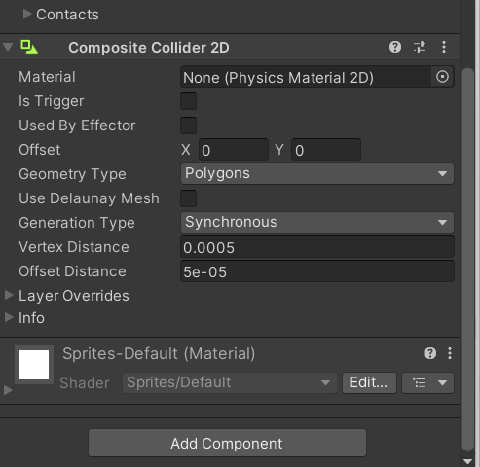 Contacts
Composite Collider 2D
Material None (Physics Material 2D)
Is Trigger
Used By Effector
Offset X 0 Y 0
Geometry Type Polygons
Use Delaunay Mesh
Generation Type Synchronous
Vertex Distance 0.0005
Offset Distance 5e-05
Layer Overrides
Info
Sprites-Default (Material)
Shader Sprites/Default Edit...
Add Component